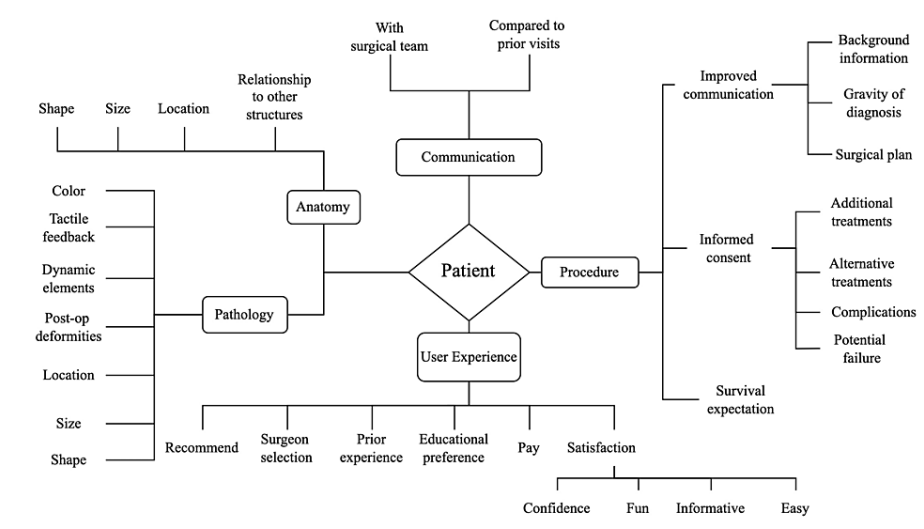 With
surgical team
Compared to
prior visits
Background
information
Improved
communication
Gravity of
diagnosis
Surgical plan
Relationship
to other
structures
Shape
Size
Location
Communication
Color
Tactile
feedback
Dynamic
elements
Post-op
deformities
Location
Size
Shape
Anatomy
Pathology
Patient
Procedure
Additional
treatments
Informed
consent
Alternative
treatments
Complications
Potential
failure
Survival
expectation
User Experience
Recommend
Surgeon
selection
Prior
experience
Educational
preference
Pay
Satisfaction
Confidence
Fun
Informative
Easy